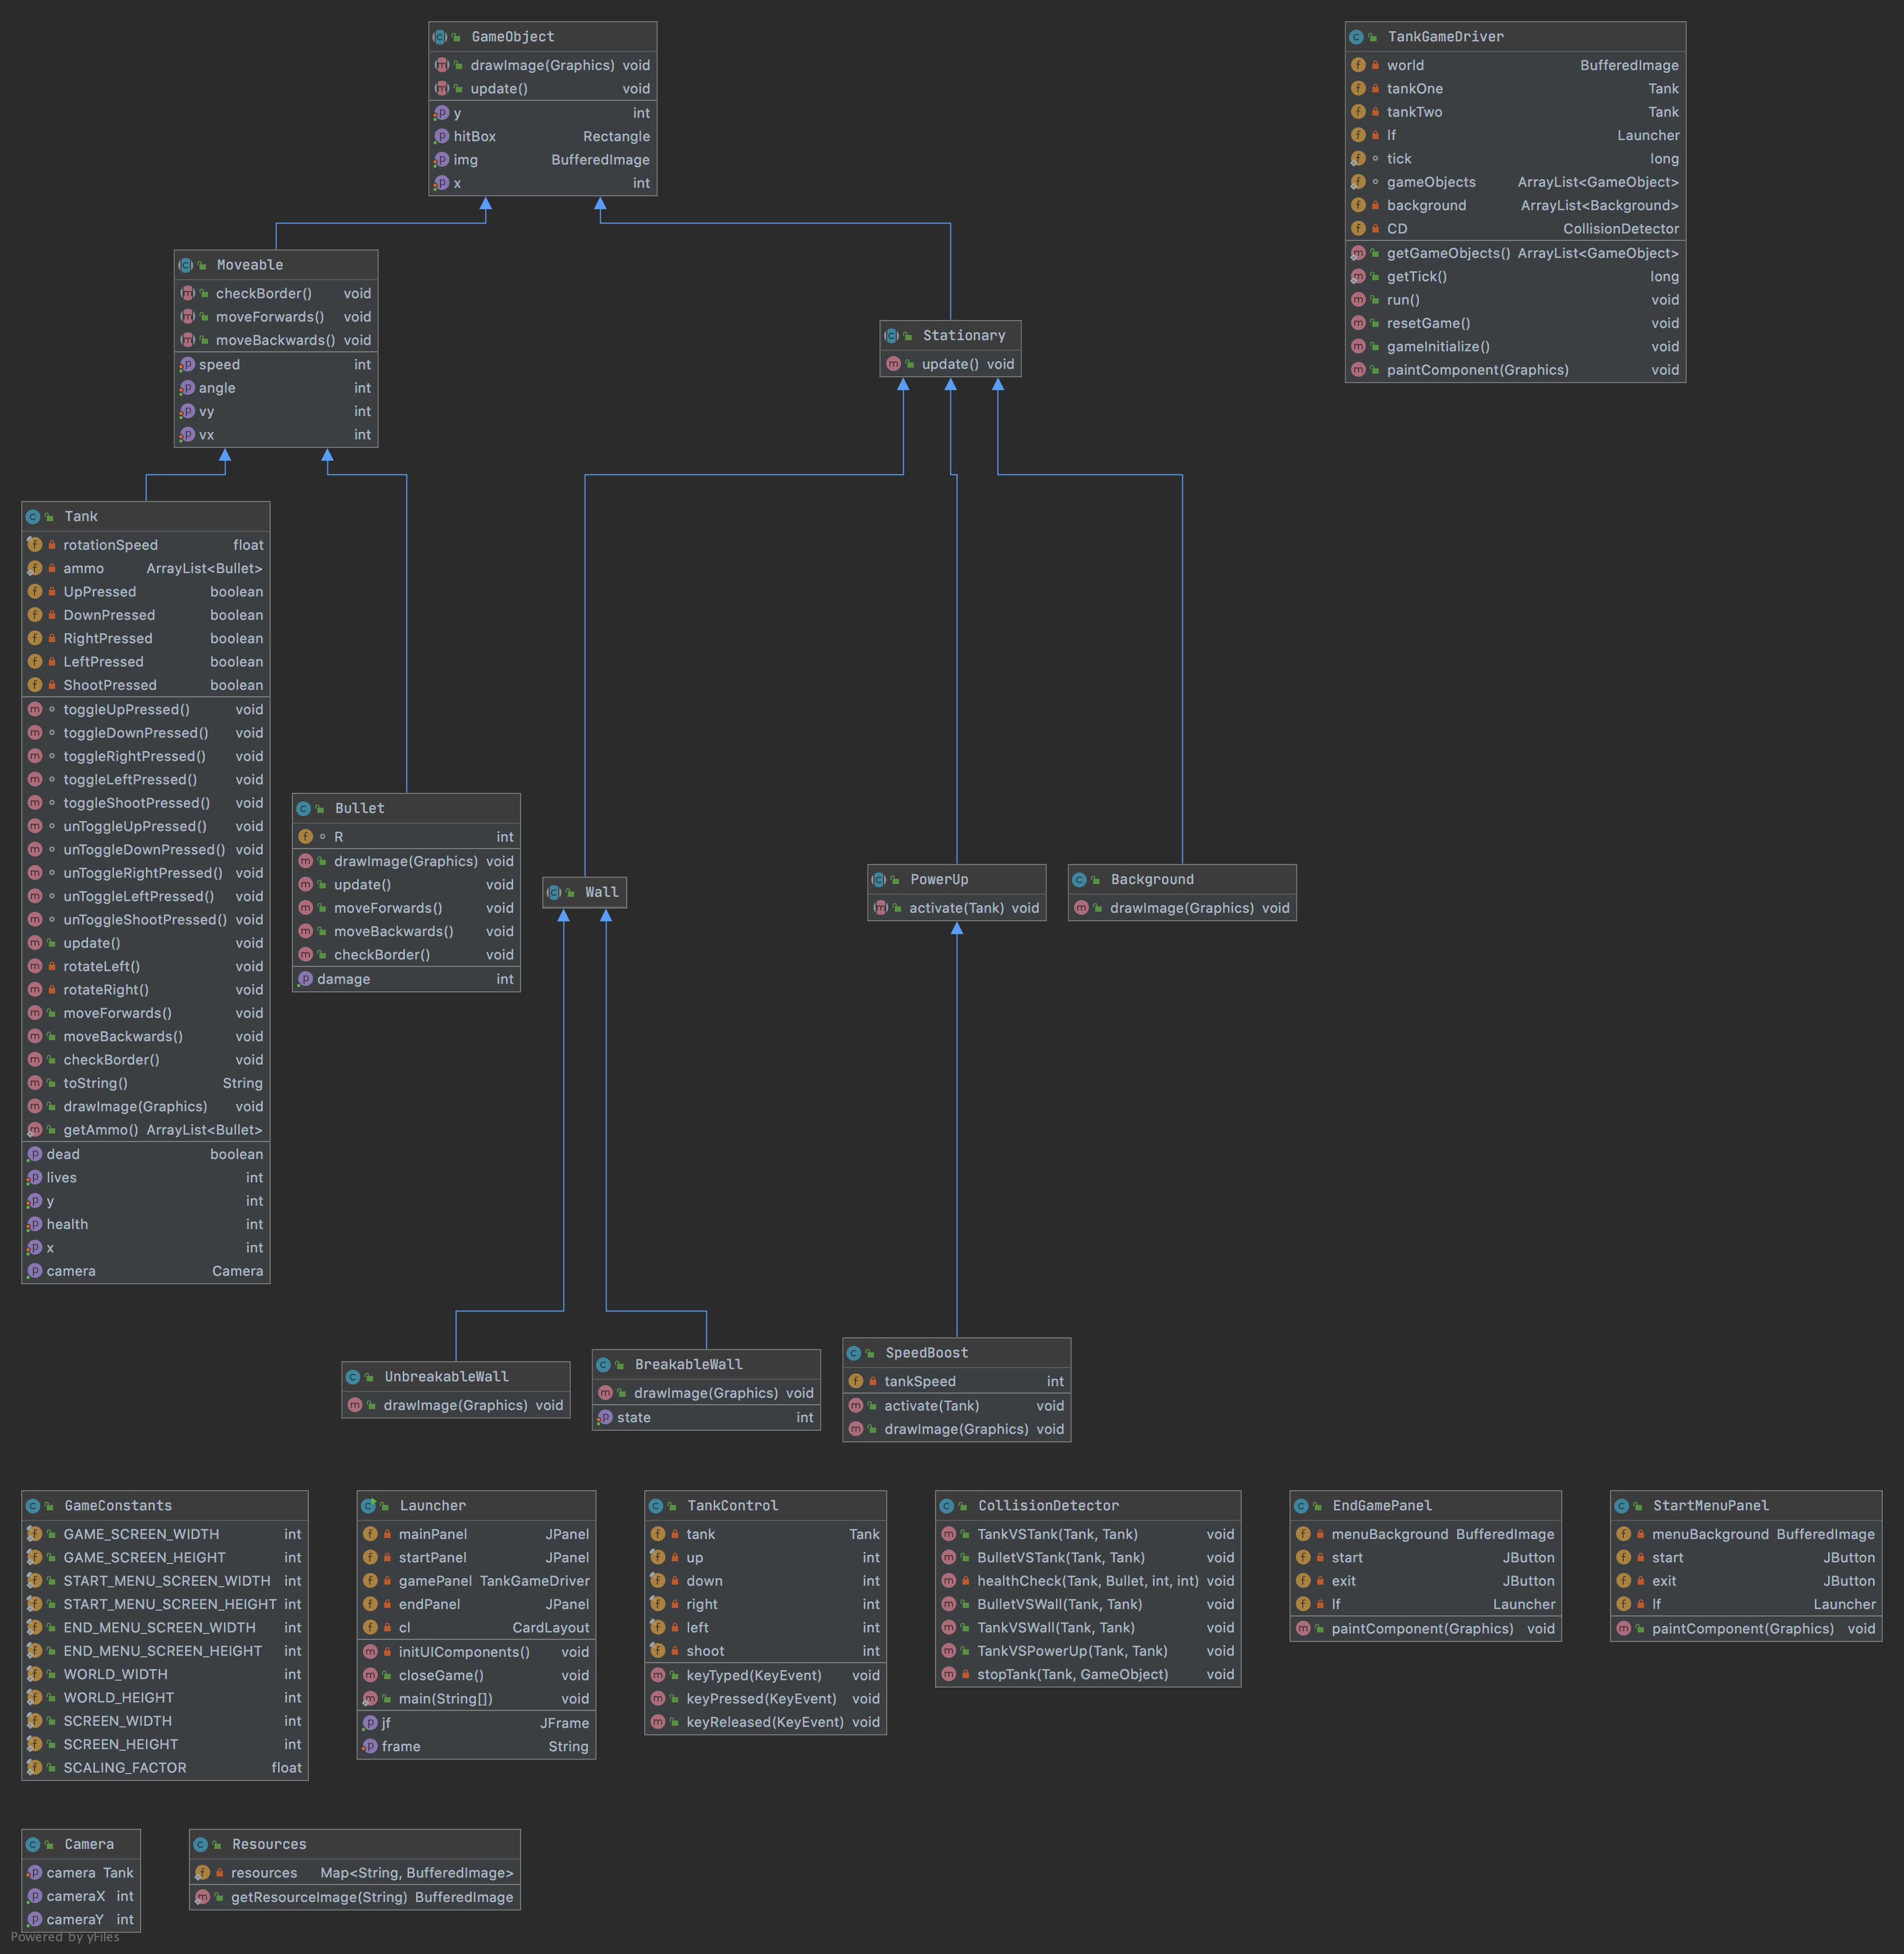 GameObject
drawImage(Graphics) void
update() void
y int
hitBox Rectangle
img BufferedImage
x int
TankGameDriver
world BufferedImage
tankOne Tank
tankTwo Tank
lf Launcher
tick long
gameObjects ArrayList<GameObject>
background ArrayList<Background>
CD CollisionDetector
getGameObjects() ArrayList<GameObject>
getTick() long
run() void
resetGame() void
gameInitialize() void
paintComponent(Graphics) void
Moveable
checkBorder() void
moveForwards() void
moveBackwards() void
speed int
angle int
vy int
vx int
Stationary
update() void
Tank
rotationSpeed float
ammo ArrayList<Bullet>
UpPressed boolean
DownPressed boolean
RightPressed boolean
LeftPressed boolean
ShootPressed boolean
toggleUpPressed() void
toggleDownPressed() void
toggleRightPressed() void
toggleLeftPressed() void
toggleShootPressed() void
unToggleUpPressed() void
unToggleDownPressed() void
unToggleRightPressed() void
unToggleLeftPressed() void
unToggleShootPressed() void
update() void
rotateLeft() void
rotateRight() void
moveForwards() void
moveBackwards() void
checkBorder() void
toString() String
drawImage(Graphics) void
getAmmo() ArrayList<Bullet>
dead boolean
lives int
y int
health int
x int
camera Camera
Bullet
R int
drawImage(Graphics) void
update() void
moveForwards() void
moveBackwards() void
checkBorder() void
damage int
Wall
PowerUp
activate(Tank) void
Background
drawImage(Graphics) void
UnbreakableWall
drawImage(Graphics) void
BreakableWall
drawImage(Graphics) void
state int
SpeedBoost
tankSpeed int
activate(Tank) void
drawImage(Graphics) void
GameConstants
GAME_SCREEN_WIDTH int
GAME_SCREEN_HEIGHT int
START_MENU_SCREEN_WIDTH int
START_MENU_SCREEN_HEIGHT int
END_MENU_SCREEN_WIDTH int
END_MENU_SCREEN_HEIGHT int
WORLD_WIDTH int
WORLD_HEIGHT int
SCREEN_WIDTH int
SCREEN_HEIGHT int
SCALING_FACTOR float
Launcher
mainPanel JPanel
startPanel JPanel
gamePanel TankGameDriver
endPanel JPanel
cl CardLayout
initUIComponents() void
closeGame() void
main(String[]) void
jf JFrame
frame String
TankControl
tank Tank
up int
down int
right int
left int
shoot int
keyTyped(KeyEvent) void
keyPressed(KeyEvent) void
keyReleased(KeyEvent) void
CollisionDetector
TankVSTank(Tank, Tank) void
BulletVSTank(Tank, Tank) void
healthCheck(Tank, Bullet, int, int) void
BulletVSWall(Tank, Tank) void
TankVSWall(Tank, Tank) void
TankVSPowerUp(Tank, Tank) void
stopTank(Tank, GameObject) void
EndGamePanel
menuBackground BufferedImage
start JButton
exit JButton
lf Launcher
paintComponent(Graphics) void
StartMenuPanel
menuBackground BufferedImage
start JButton
exit JButton
lf Launcher
paintComponent(Graphics) void
Camera
camera Tank
cameraX int
cameraY int
Resources
resources Map<String, BufferedImage>
getResourceImage(String) BufferedImage
Powered by yFiles